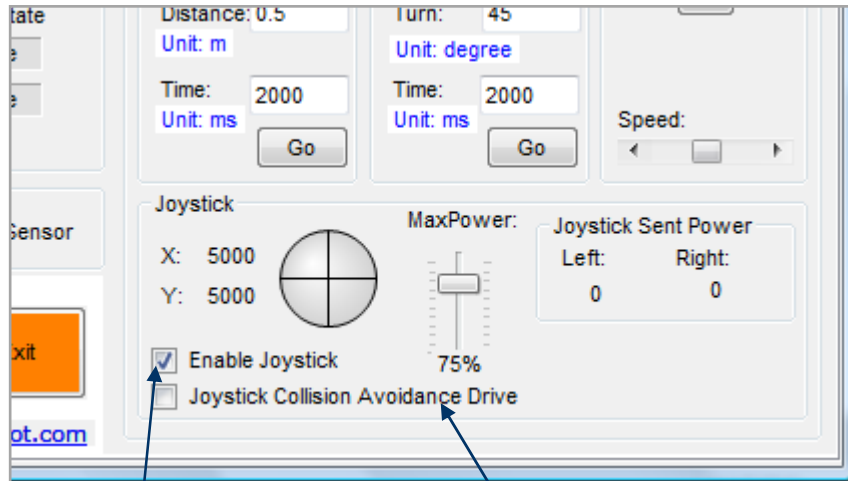 tate
Distance: 0.5
Turn: 45
Unit: m
Unit: degree
Time: 2000
Time: 2000
Unit: ms
Unit: ms
Speed:
Go
Go
Joystick
MaxPower:
Joystick Sent Power
Sensor
X: 5000
Left: Right:
Y: 5000
0 0
xit
Enable Joystick
75%
Joystick Collision Avoidance Drive
ot.com